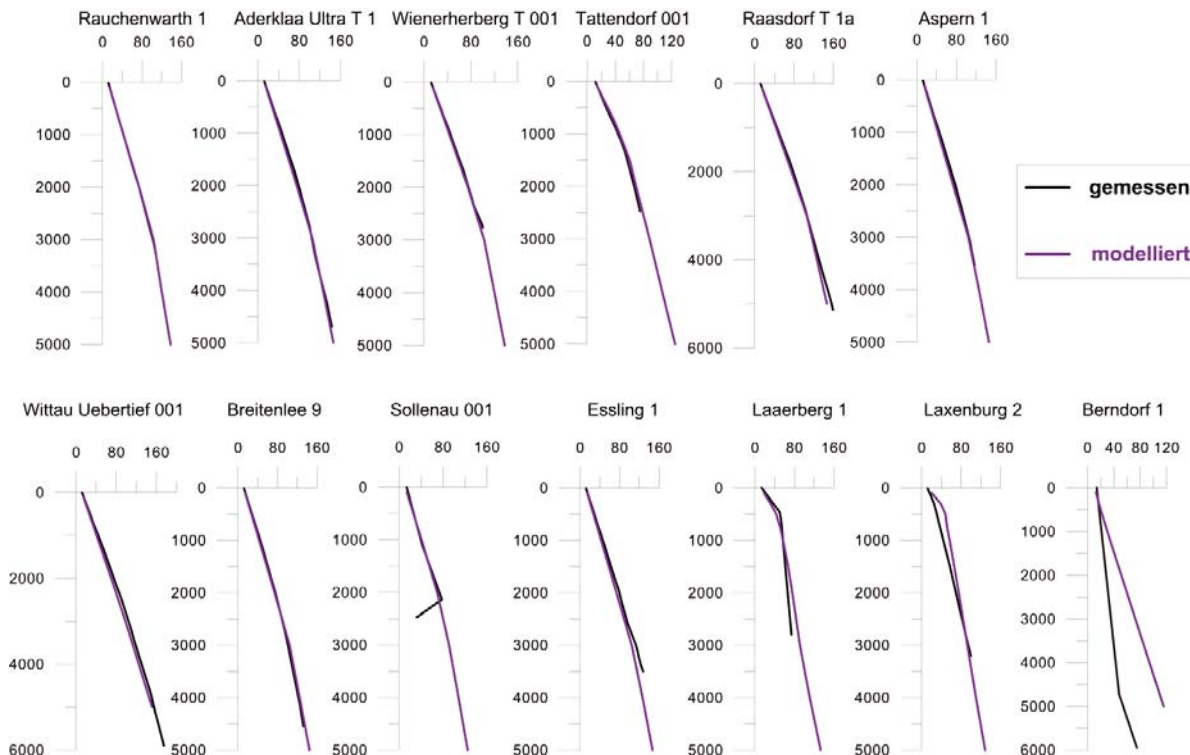 Rauchenwarth 1
0 80 160
0
1000
2000
3000
4000
5000
Aderklaa Ultra T 1
0 80 160
0
1000
2000
3000
4000
5000
Wienerherberg T 001
0 80 160
0
1000
2000
3000
4000
5000
Tattendorf 001
0 40 80 120
0
1000
2000
3000
4000
5000
Raasdorf T 1a
0 80 160
0
2000
4000
6000
Aspern 1
0 80 160
0
1000
2000
3000
4000
5000
gemessen
modelliert
Wittau Uebertief 001
0 80 160
0
2000
4000
6000
Breitenlee 9
0 80 160
0
1000
2000
3000
4000
5000
Sollenau 001
0 80 160
0
1000
2000
3000
4000
5000
Essling 1
0 80 160
0
1000
2000
3000
4000
5000
Laaerberg 1
0 80 160
0
1000
2000
3000
4000
5000
Laxenburg 2
0 80 160
0
1000
2000
3000
4000
5000
Berndorf 1
0 40 80 120
0
1000
2000
3000
4000
5000
6000